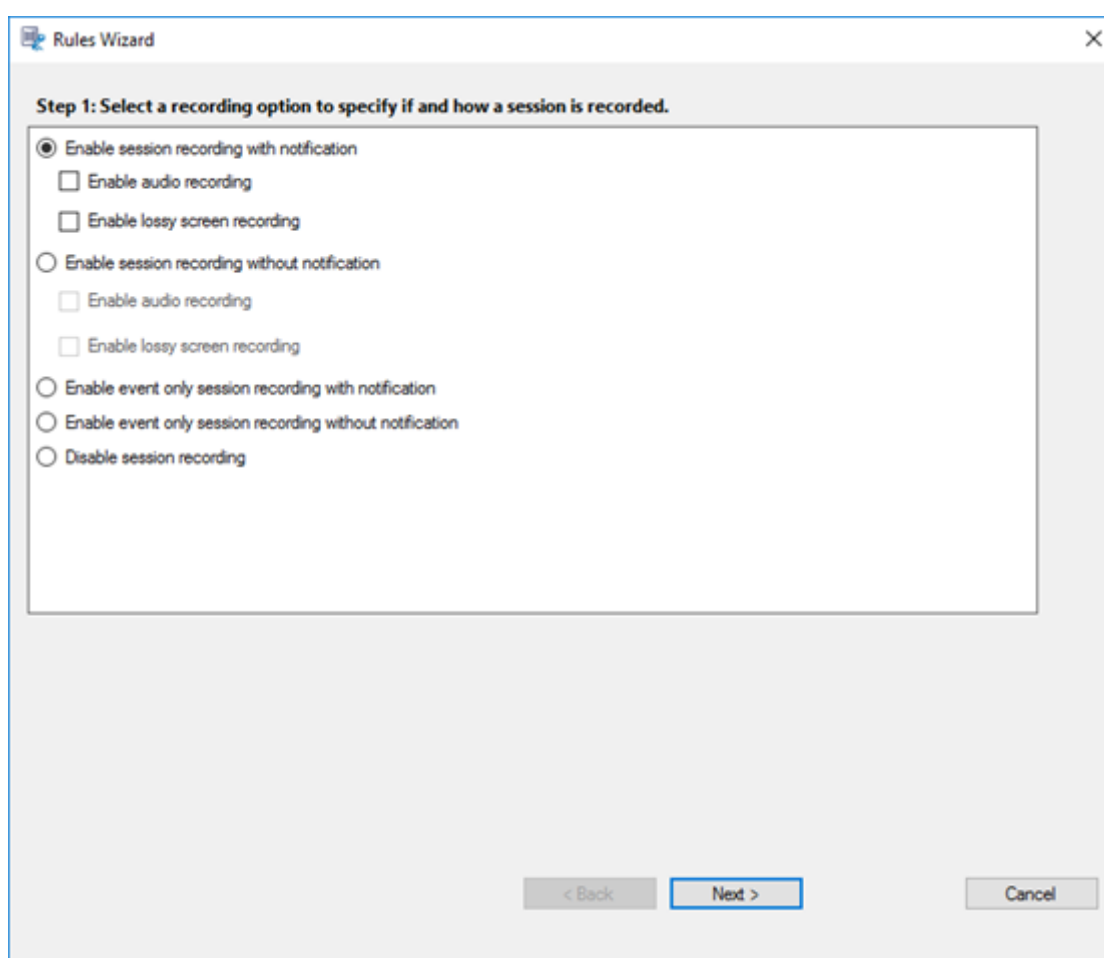 Rules Wizard
Step 1: Select a recording option to specify if and how a session is recorded.
Enable session recording with notification
Enable audio recording
Enable lossy screen recording
Enable session recording without notification
Enable audio recording
Enable lossy screen recording
Enable event only session recording with notification
Enable event only session recording without notification
Disable session recording
< Back
Next >
Cancel